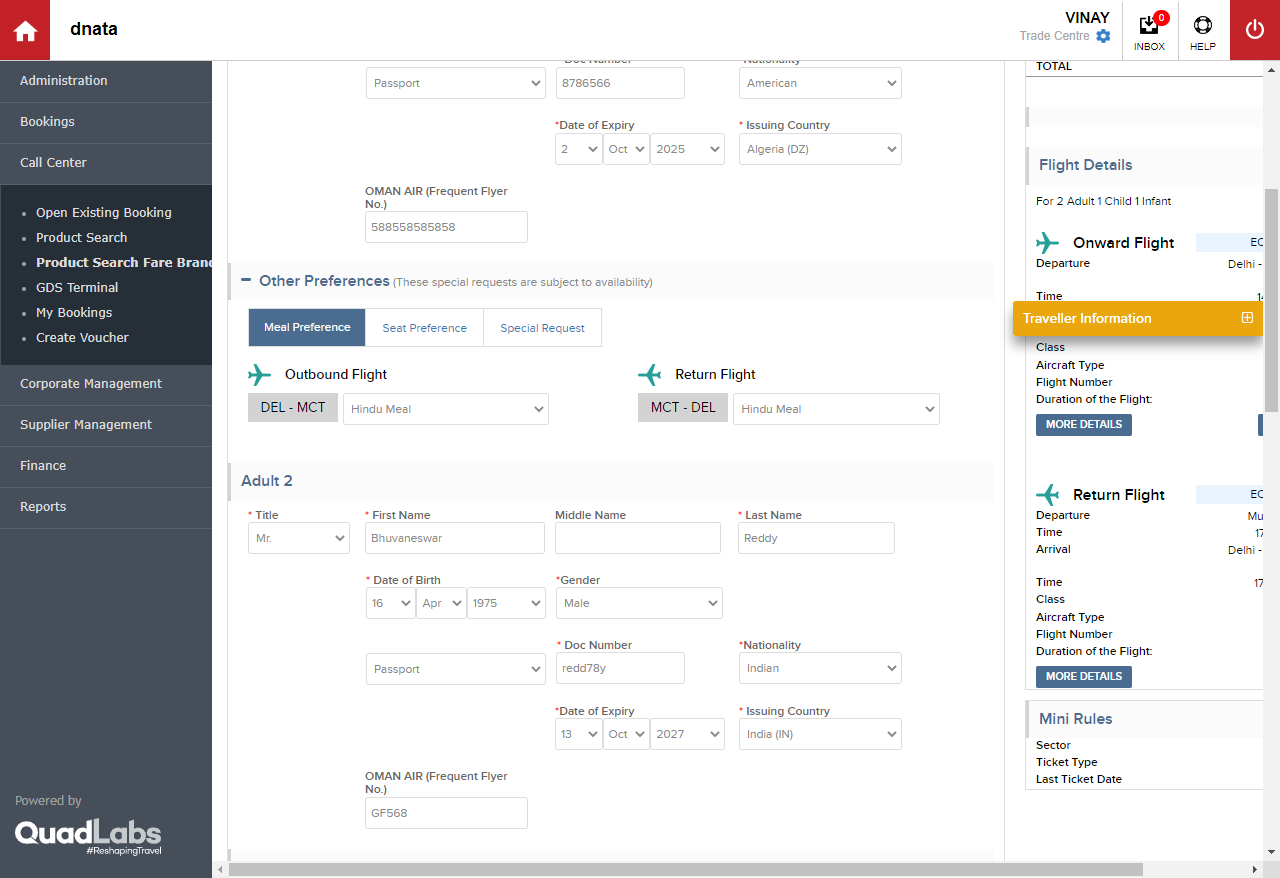 dnata
VINAY
Trade Centre
0
INBOX
HELP
Administration
Bookings
Call Center
Open Existing Booking
Product Search
Product Search Fare Bran
GDS Terminal
My Bookings
Create Voucher
Corporate Management
Supplier Management
Finance
Reports
Powered by
QuadLabs
#ReshapingTravel
* Doc Number
*Nationality
Passport
8786566
American
*Date of Expiry
* Issuing Country
2 Oct 2025
Algeria (DZ)
OMAN AIR (Frequent Flyer
No.)
588558585858
Other Preferences (These special requests are subject to availability)
Meal Preference
Seat Preference
Special Request
Outbound Flight
Return Flight
DEL - MCT
Hindu Meal
MCT - DEL
Hindu Meal
Adult 2
* Title
* First Name
Middle Name
* Last Name
Mr.
Bhuvaneswar
Reddy
* Date of Birth
*Gender
16 Apr 1975
Male
* Doc Number
*Nationality
Passport
redd78y
Indian
*Date of Expiry
* Issuing Country
13 Oct 2027
India (IN)
OMAN AIR (Frequent Flyer
No.)
GF568
TOTAL
Flight Details
For 2 Adult 1 Child 1 Infant
Onward Flight
EC
Departure
Delhi -
Time
14
Traveller Information
Class
Aircraft Type
Flight Number
Duration of the Flight:
MORE DETAILS
Return Flight
EC
Departure
Mu
Time
17
Arrival
Delhi -
Time
17
Class
Aircraft Type
Flight Number
Duration of the Flight:
MORE DETAILS
Mini Rules
Sector
Ticket Type
Last Ticket Date